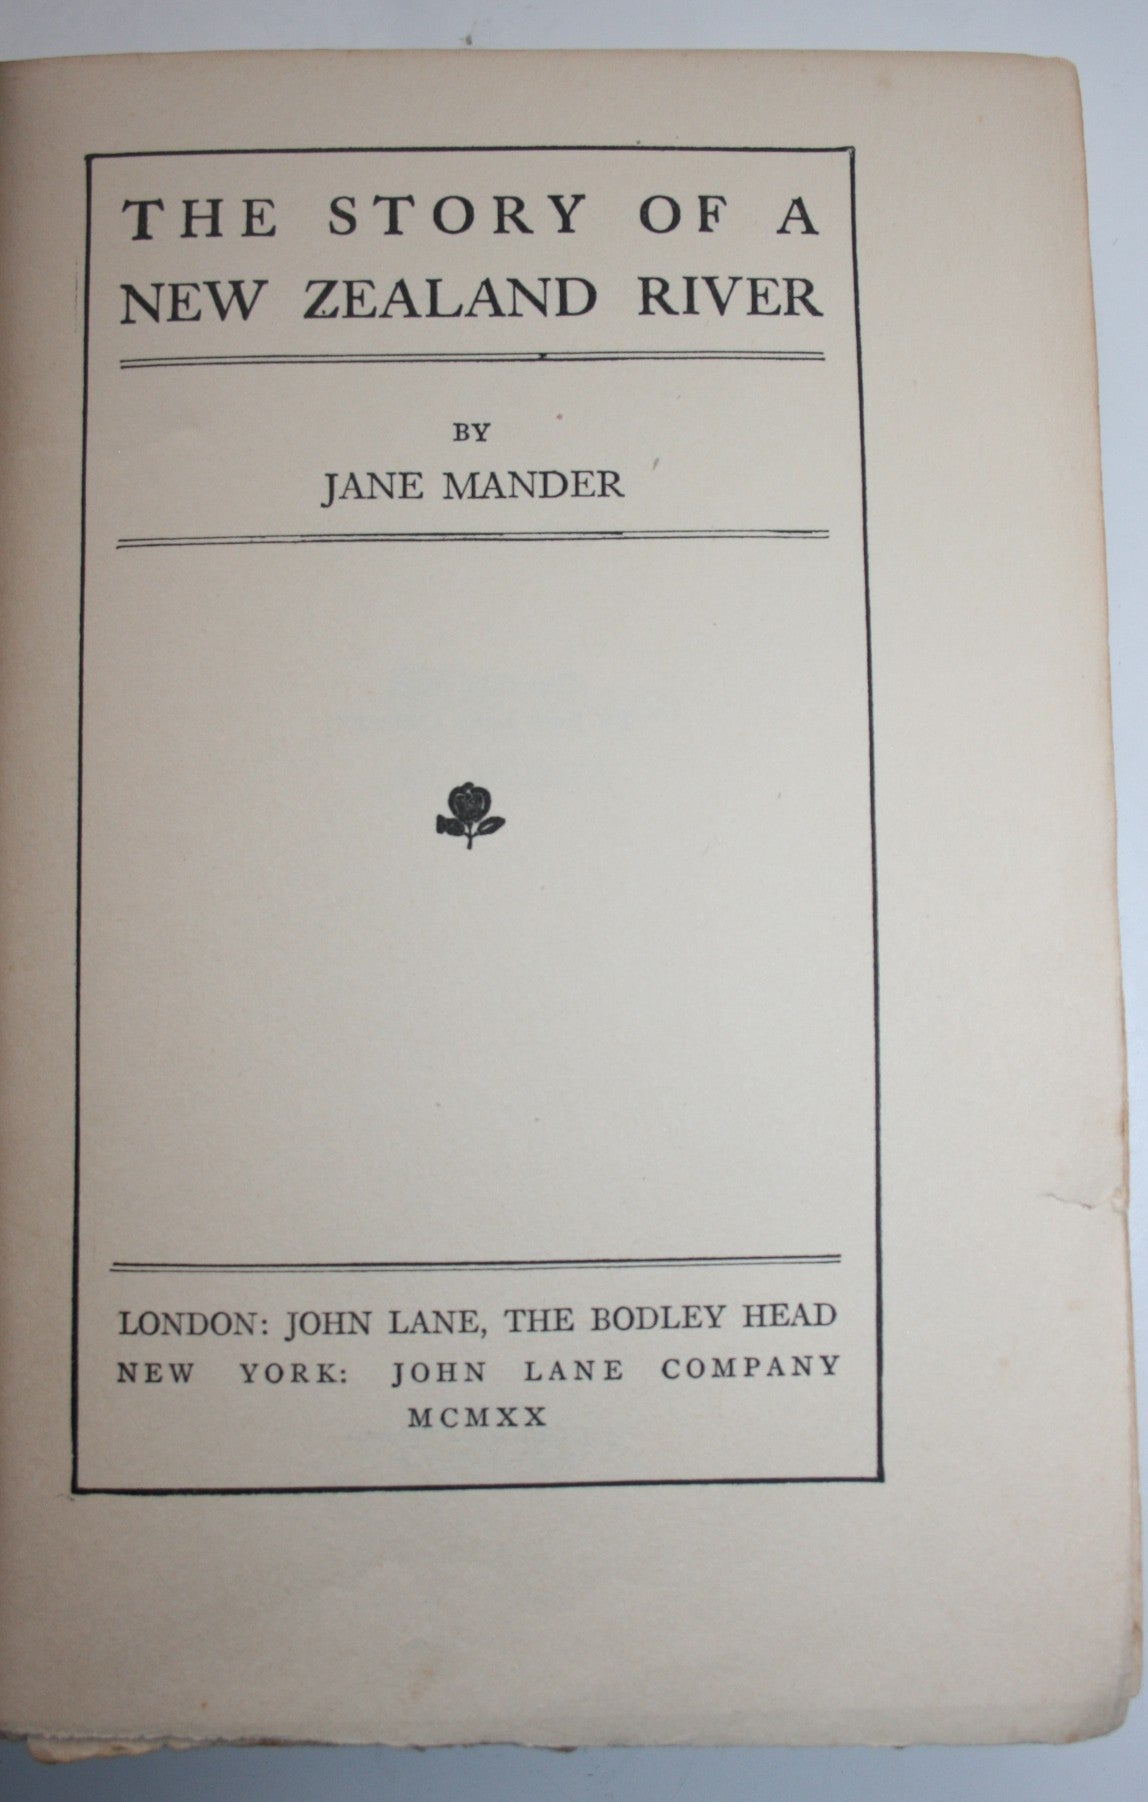 THE STORY OF A
NEW ZEALAND RIVER
BY
JANE MANDER
LONDON: JOHN LANE, THE BODLEY HEAD
NEW YORK: JOHN LANE COMPANY
MCMXX